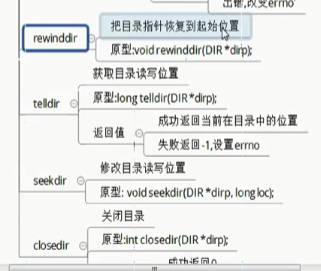 出错,改变errno
把目录指针恢复到起始位置
rewinddir
原型:void rewinddir(DIR *dirp);
获取目录读写位置
telldir
原型:long telldir(DIR *dirp);
成功返回当前在目录中的位置
返回值
失败返回-1,设置errno
修改目录读写位置
seekdir
原型: void seekdir(DIR *dirp, long loc);
关闭目录
原型:int closedir(DIR *dirp);
closedir
成功返回0